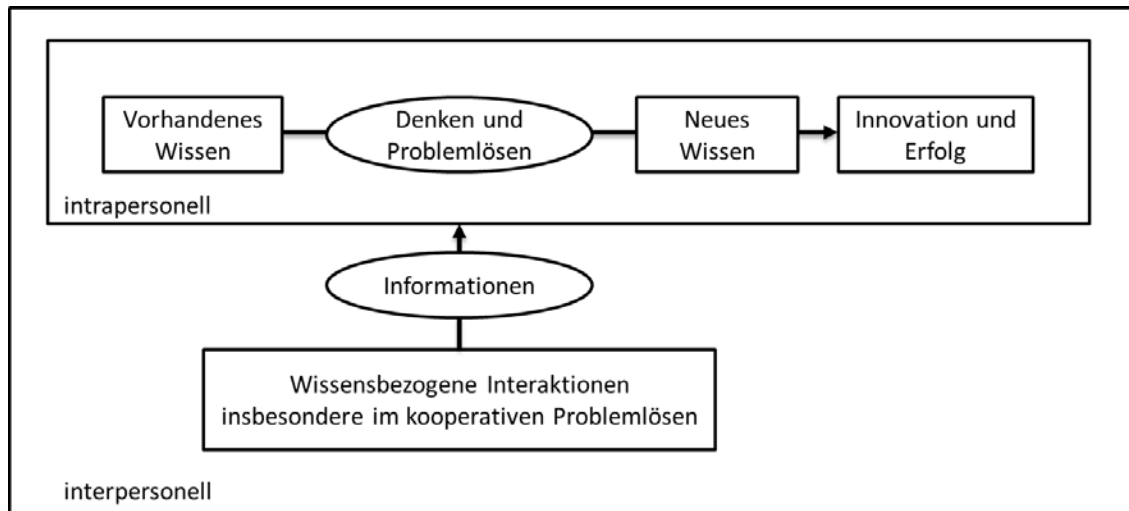 Vorhandenes
Wissen
Denken und
Problemlösen
Neues
Wissen
Innovation und
Erfolg
intrapersonell
Informationen
Wissensbezogene Interaktionen
insbesondere im kooperativen Problemlösen
interpersonell